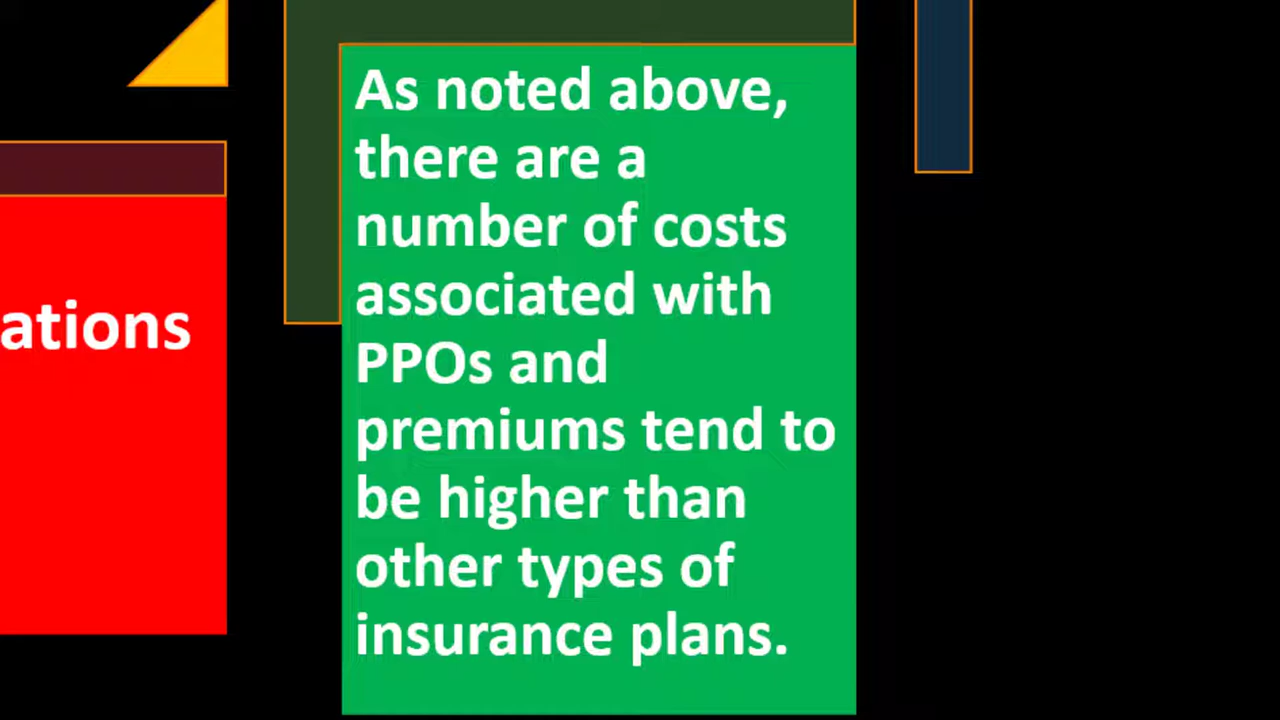 ations
As noted above,
there are a
number of costs
associated with
PPOs and
premiums tend to
be higher than
other types of
insurance plans.